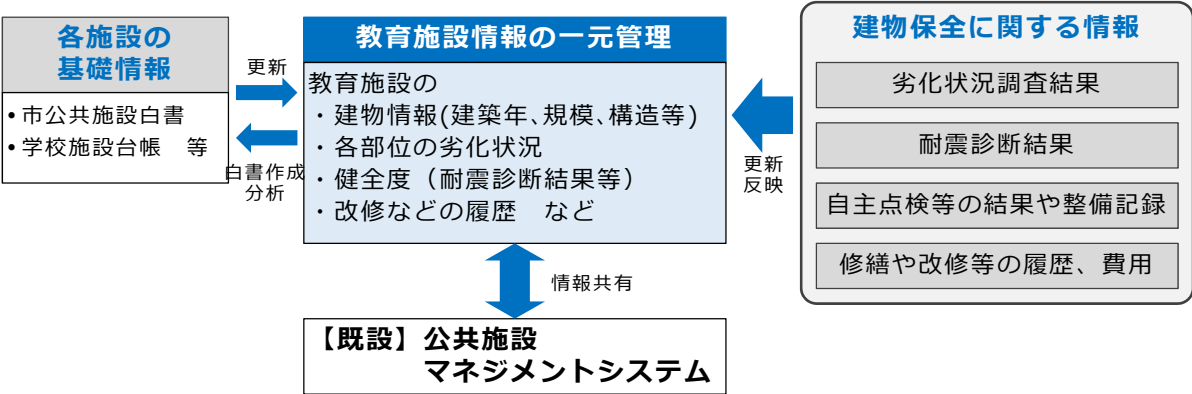 各施設の
基礎情報
•市公共施設白書
•学校施設台帳　等
更新
白書作成
分析
教育施設情報の一元管理
教育施設の
・建物情報(建築年、規模、構造等)
・各部位の劣化状況
・健全度（耐震診断結果等）
・改修などの履歴　など
情報共有
【既設】公共施設
マネジメントシステム
更新
反映
建物保全に関する情報
劣化状況調査結果
耐震診断結果
自主点検等の結果や整備記録
修繕や改修等の履歴、費用